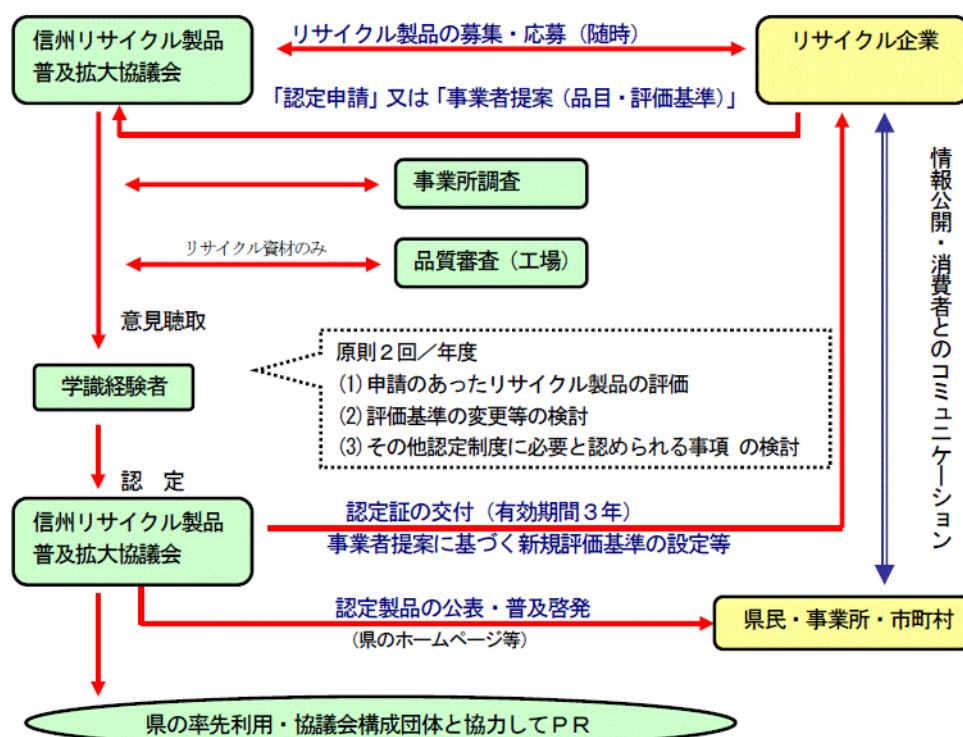 信州リサイクル製品
普及拡大協議会
リサイクル製品の募集・応募（随時）
リサイクル企業
「認定申請」又は「事業者提案（品目・評価基準）」
事業所調査
リサイクル資材のみ
品質審査（工場）
情報公開・消費者とのコミュニケーション
意見聴取
学識経験者
原則２回／年度
(1) 申請のあったリサイクル製品の評価
(2) 評価基準の変更等の検討
(3) その他認定制度に必要と認められる事項 の検討
認　定
信州リサイクル製品
普及拡大協議会
認定証の交付（有効期間３年）
事業者提案に基づく新規評価基準の設定等
認定製品の公表・普及啓発
（県のホームページ等）
県民・事業所・市町村
県の率先利用・協議会構成団体と協力してＰＲ